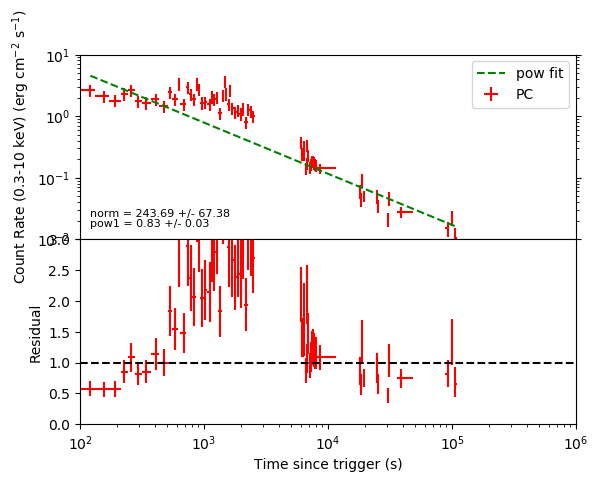 Count Rate (0.3-10 keV) (erg cm⁻² s⁻¹)
10¹
10⁰
10⁻¹
pow fit
PC
norm = 243.69 +/- 67.38
pow1 = 0.83 +/- 0.03
Residual
3.0
2.5
2.0
1.5
1.0
0.5
0.0
10² 10³ 10⁴ 10⁵ 10⁶
Time since trigger (s)